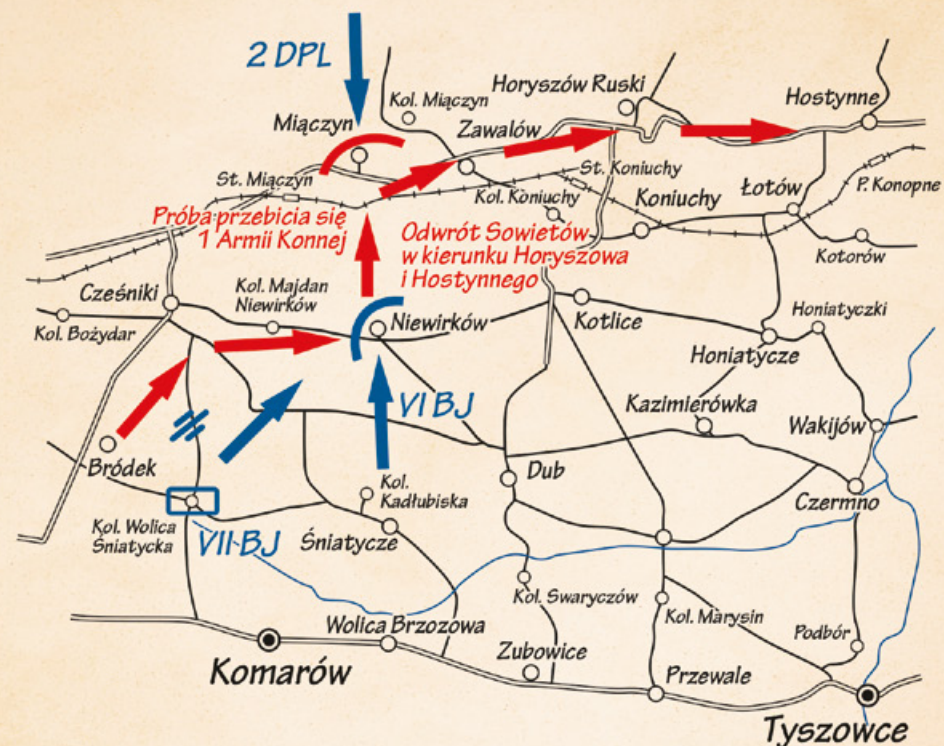 2 DPL
Kol. Miączyn
Horyszów Ruski
Hostynne
Miączyn
Zawalów
St. Miączyn
St. Koniuchy
Kol. Koniuchy
Koniuchy
Łotów
P. Konopne
Próba przebicia się
1 Armii Konnej
Odwrót Sowietów
w kierunku Horyszowa
i Hostynnego
Kotorów
Cześniki
Kol. Majdan
Niewirków
Kol. Bożydar
Niewirków
Kotlice
Honiatyczki
Honiatycze
VI BJ
Kazimierówka
Wakijów
Bródek
Dub
Kol.
Kadłubiska
Czermno
Kol. Wolica
Śniatycka
VII BJ
Śniatycze
Kol. Swaryczów
Kol. Marysin
Wolica Brzozowa
Podbór
Komarów
Zubowice
Przewale
Tyszowce